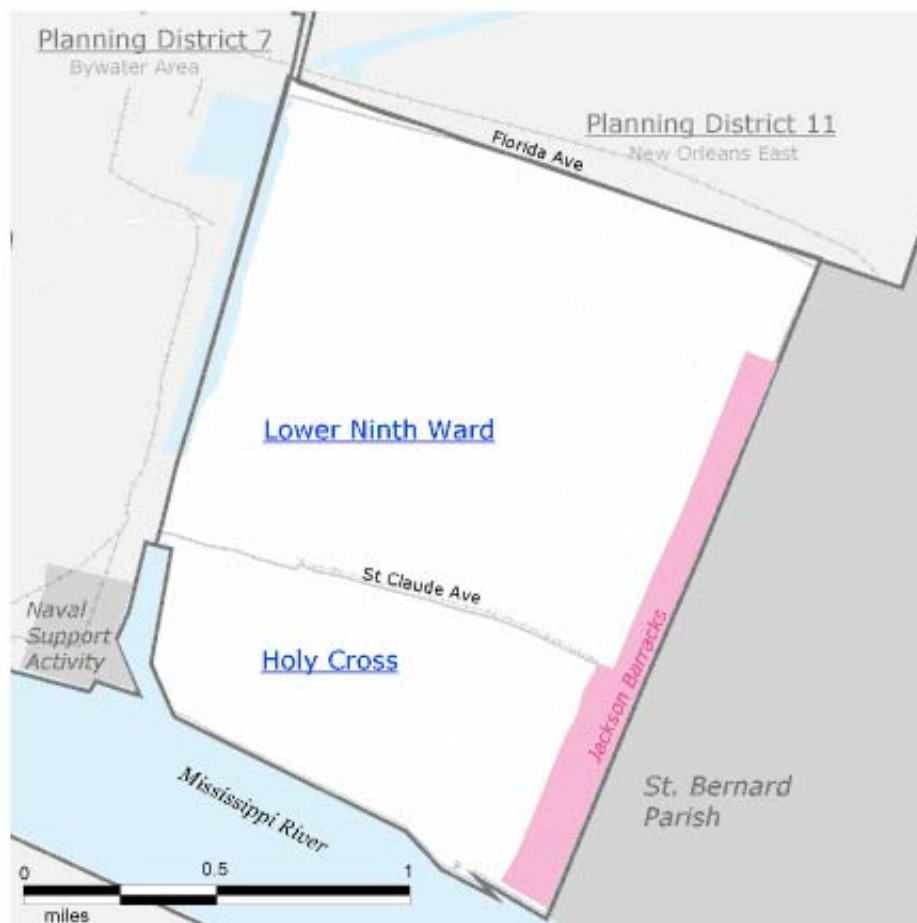 Planning District 7
Bywater Area
Planning District 11
New Orleans East
Florida Ave
Lower Ninth Ward
St Claude Ave
Naval
Support
Activity
Holy Cross
Jackson Barracks
Mississippi River
St. Bernard
Parish
0 0.5 1
miles